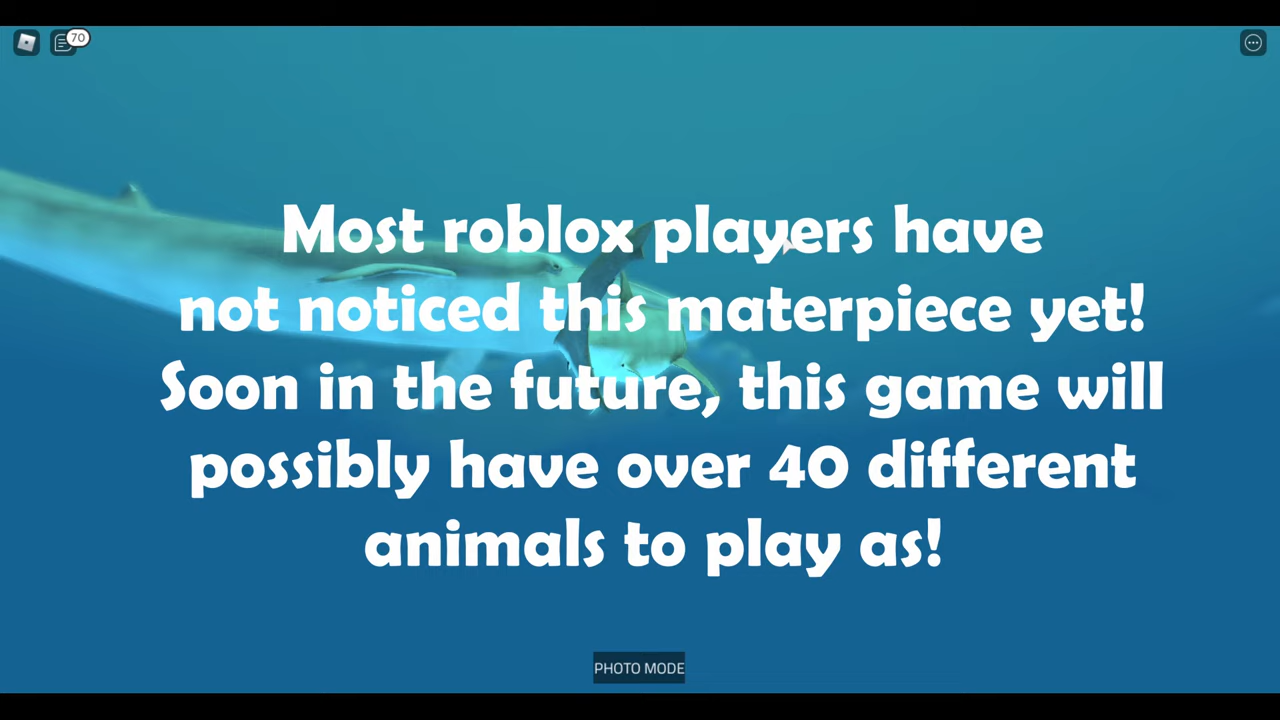 70
Most roblox players have
not noticed this materpiece yet!
Soon in the future, this game will
possibly have over 40 different
animals to play as!
PHOTO MODE